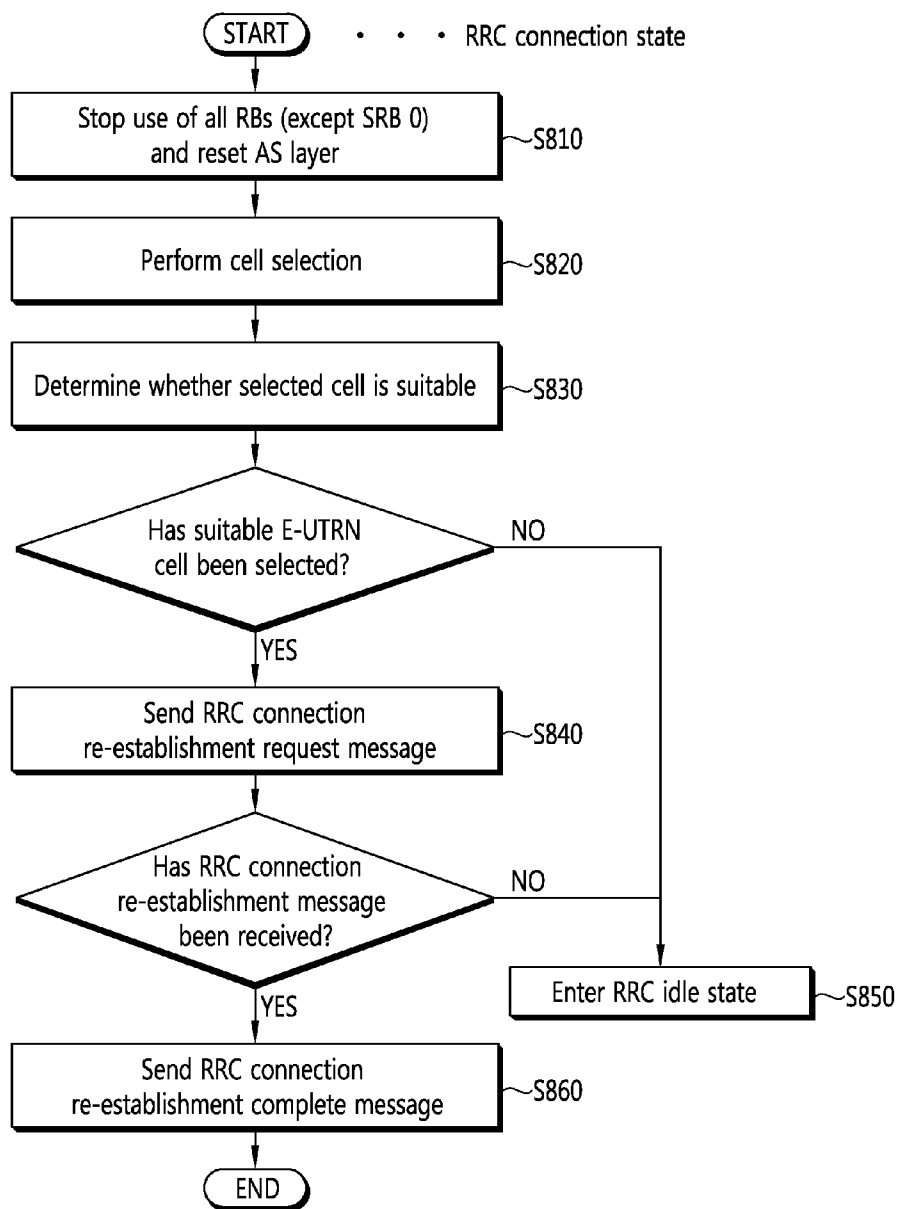 START · · · RRC connection state
Stop use of all RBs (except SRB 0)
and reset AS layer
S810
Perform cell selection
S820
Determine whether selected cell is suitable
S830
Has suitable E-UTRN
cell been selected?
NO
YES
Send RRC connection
re-establishment request message
S840
Has RRC connection
re-establishment message
been received?
NO
YES
Enter RRC idle state
S850
Send RRC connection
re-establishment complete message
S860
END